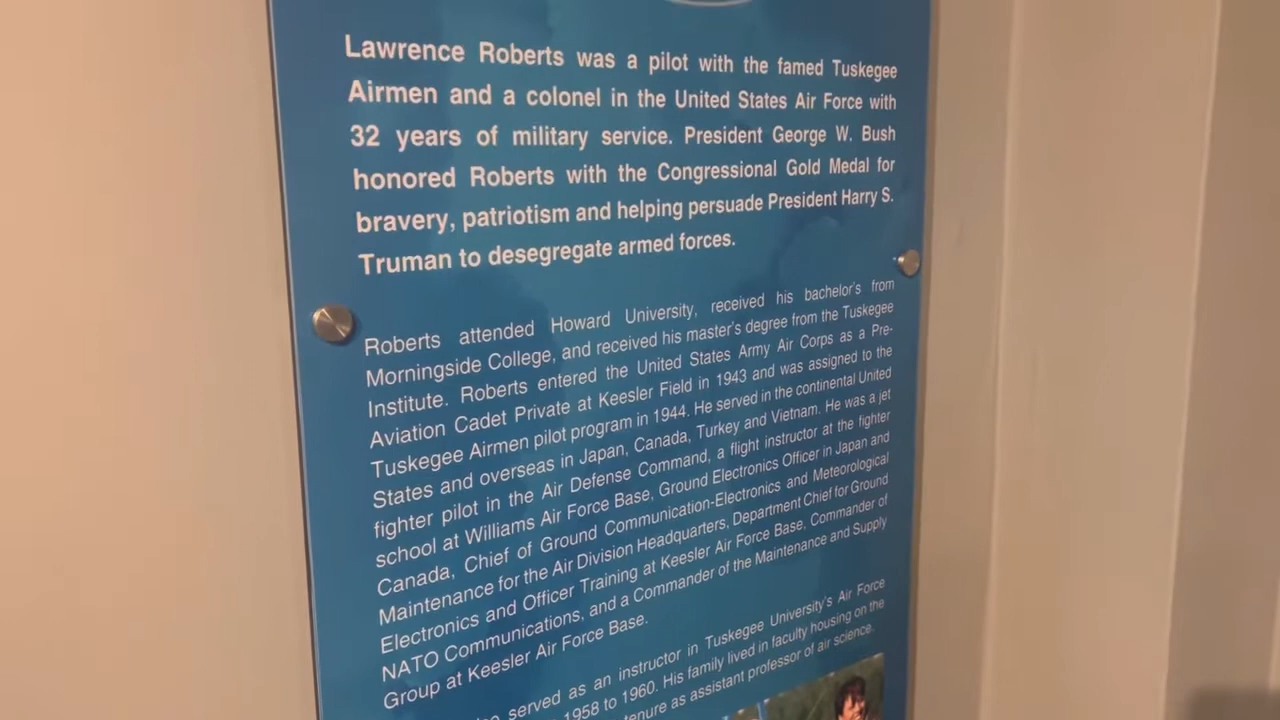 Lawrence Roberts was a pilot with the famed Tuskegee
Airmen and a colonel in the United States Air Force with
32 years of military service. President George W. Bush
honored Roberts with the Congressional Gold Medal for
bravery, patriotism and helping persuade President Harry S.
Truman to desegregate armed forces.
Roberts attended Howard University, received his bachelor's from
Morningside College, and received his master's degree from the Tuskegee
Institute. Roberts entered the United States Army Air Corps as a Pre-
Aviation Cadet Private at Keesler Field in 1943 and was assigned to the
Tuskegee Airmen pilot program in 1944. He served in the continental United
States and overseas in Japan, Canada, Turkey and Vietnam. He was a jet
fighter pilot in the Air Defense Command, a flight instructor at the fighter
school at Williams Air Force Base, Ground Electronics Officer in Japan and
Canada, Chief of Ground Communication-Electronics and Meteorological
Maintenance for the Air Division Headquarters, Department Chief for Ground
Electronics and Officer Training at Keesler Air Force Base, Commander of
NATO Communications, and a Commander of the Maintenance and Supply
Group at Keesler Air Force Base.
served as an instructor in Tuskegee University's Air Force
1958 to 1960. His family lived in faculty housing on the
tenure as assistant professor of air science.